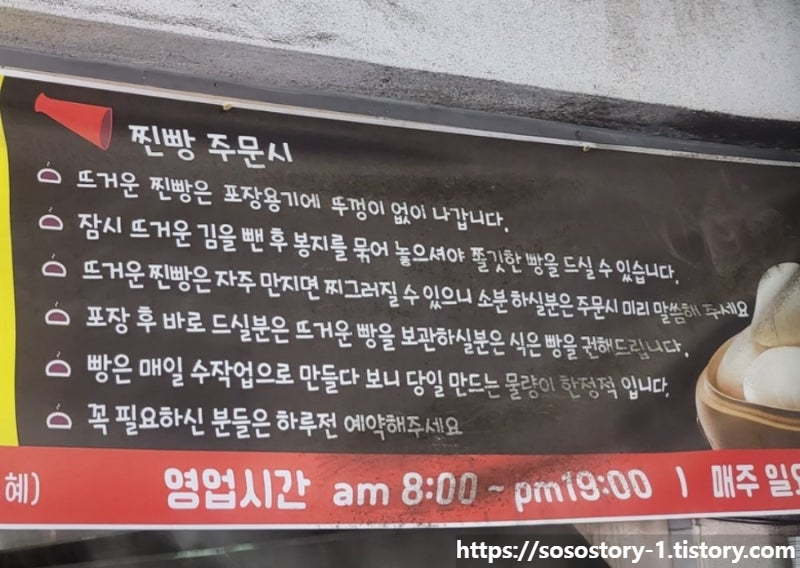 찐빵 주문시
뜨거운 찐빵은 포장용기에 뚜껑이 없이 나갑니다.
잠시 뜨거운 김을 뺀 후 봉지를 묶어 놓으셔야 쫄깃한 빵을 드실 수 있습니다.
뜨거운 찐빵은 자주 만지면 찌그러질 수 있으니 소분 하실분은 주문시 미리 말씀해 주세요
포장 후 바로 드실분은 뜨거운 빵을 보관하실분은 식은 빵을 권해드립니다.
빵은 매일 수작업으로 만들다 보니 당일 만드는 물량이 한정적 입니다.
꼭 필요하신 분들은 하루전 예약해주세요
혜) 영업시간 am 8:00 ~ pm19:00 | 매주 일요
https://sosostory-1.tistory.com